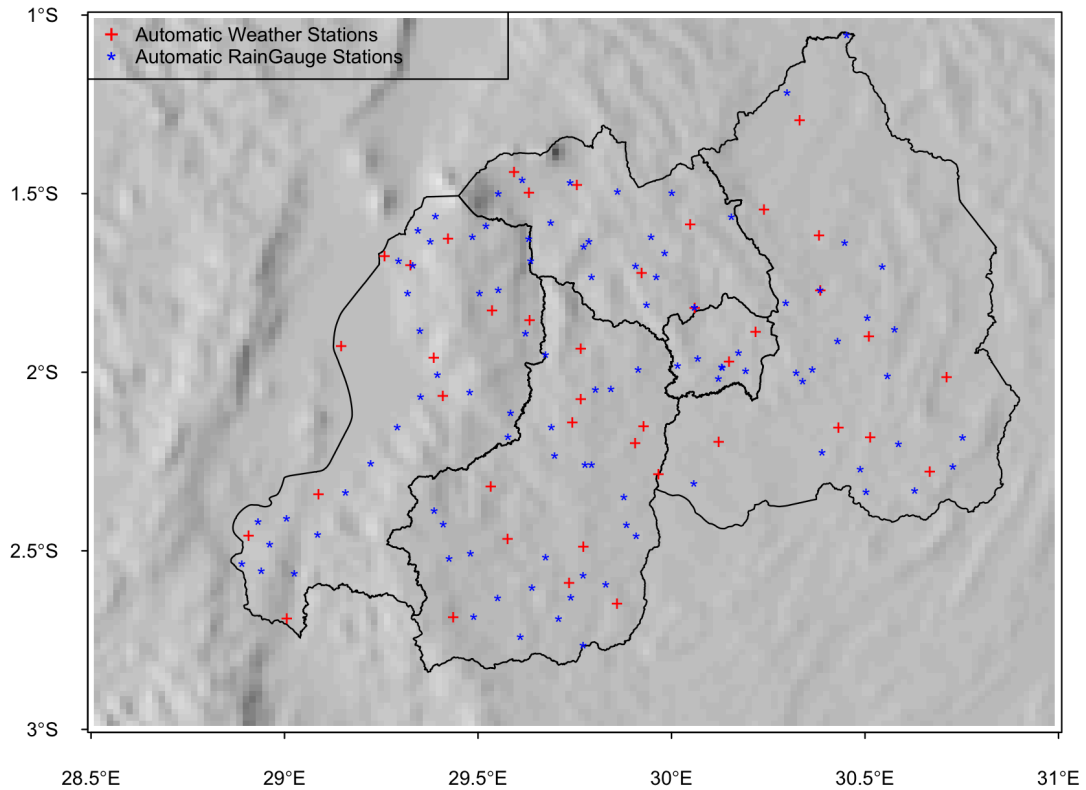 1°S
Automatic Weather Stations
Automatic RainGauge Stations
1.5°S
2°S
2.5°S
3°S
28.5°E 29°E 29.5°E 30°E 30.5°E 31°E